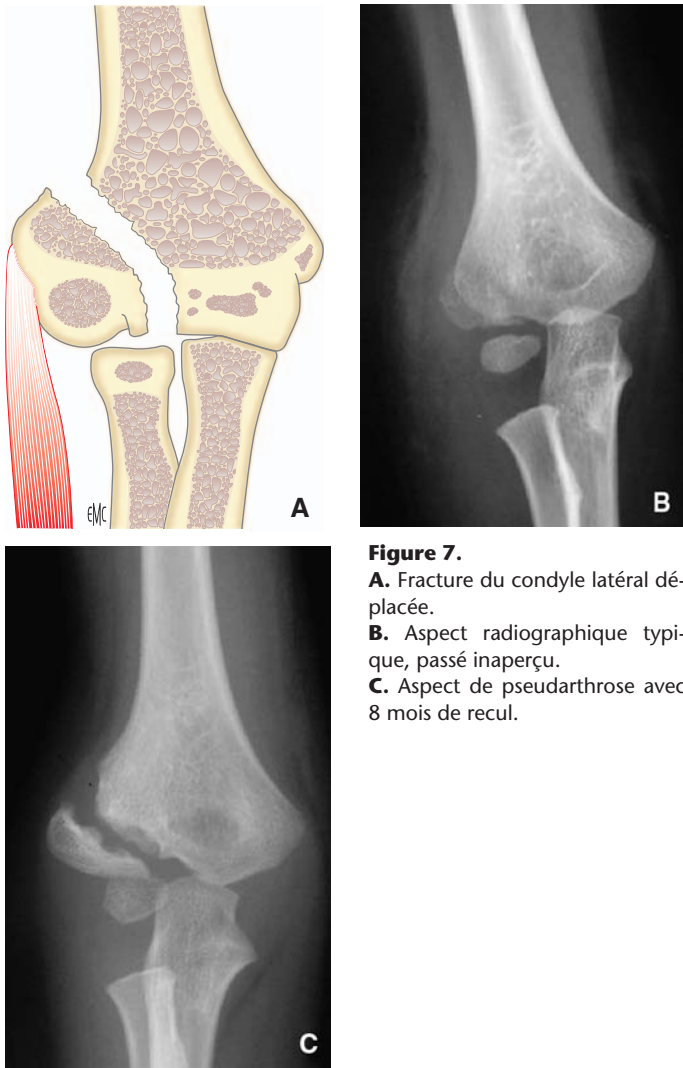 EMC
A
B
Figure 7.
A. Fracture du condyle latéral dé-
placée.
B. Aspect radiographique typi-
que, passé inaperçu.
C. Aspect de pseudarthrose avec
8 mois de recul.
C